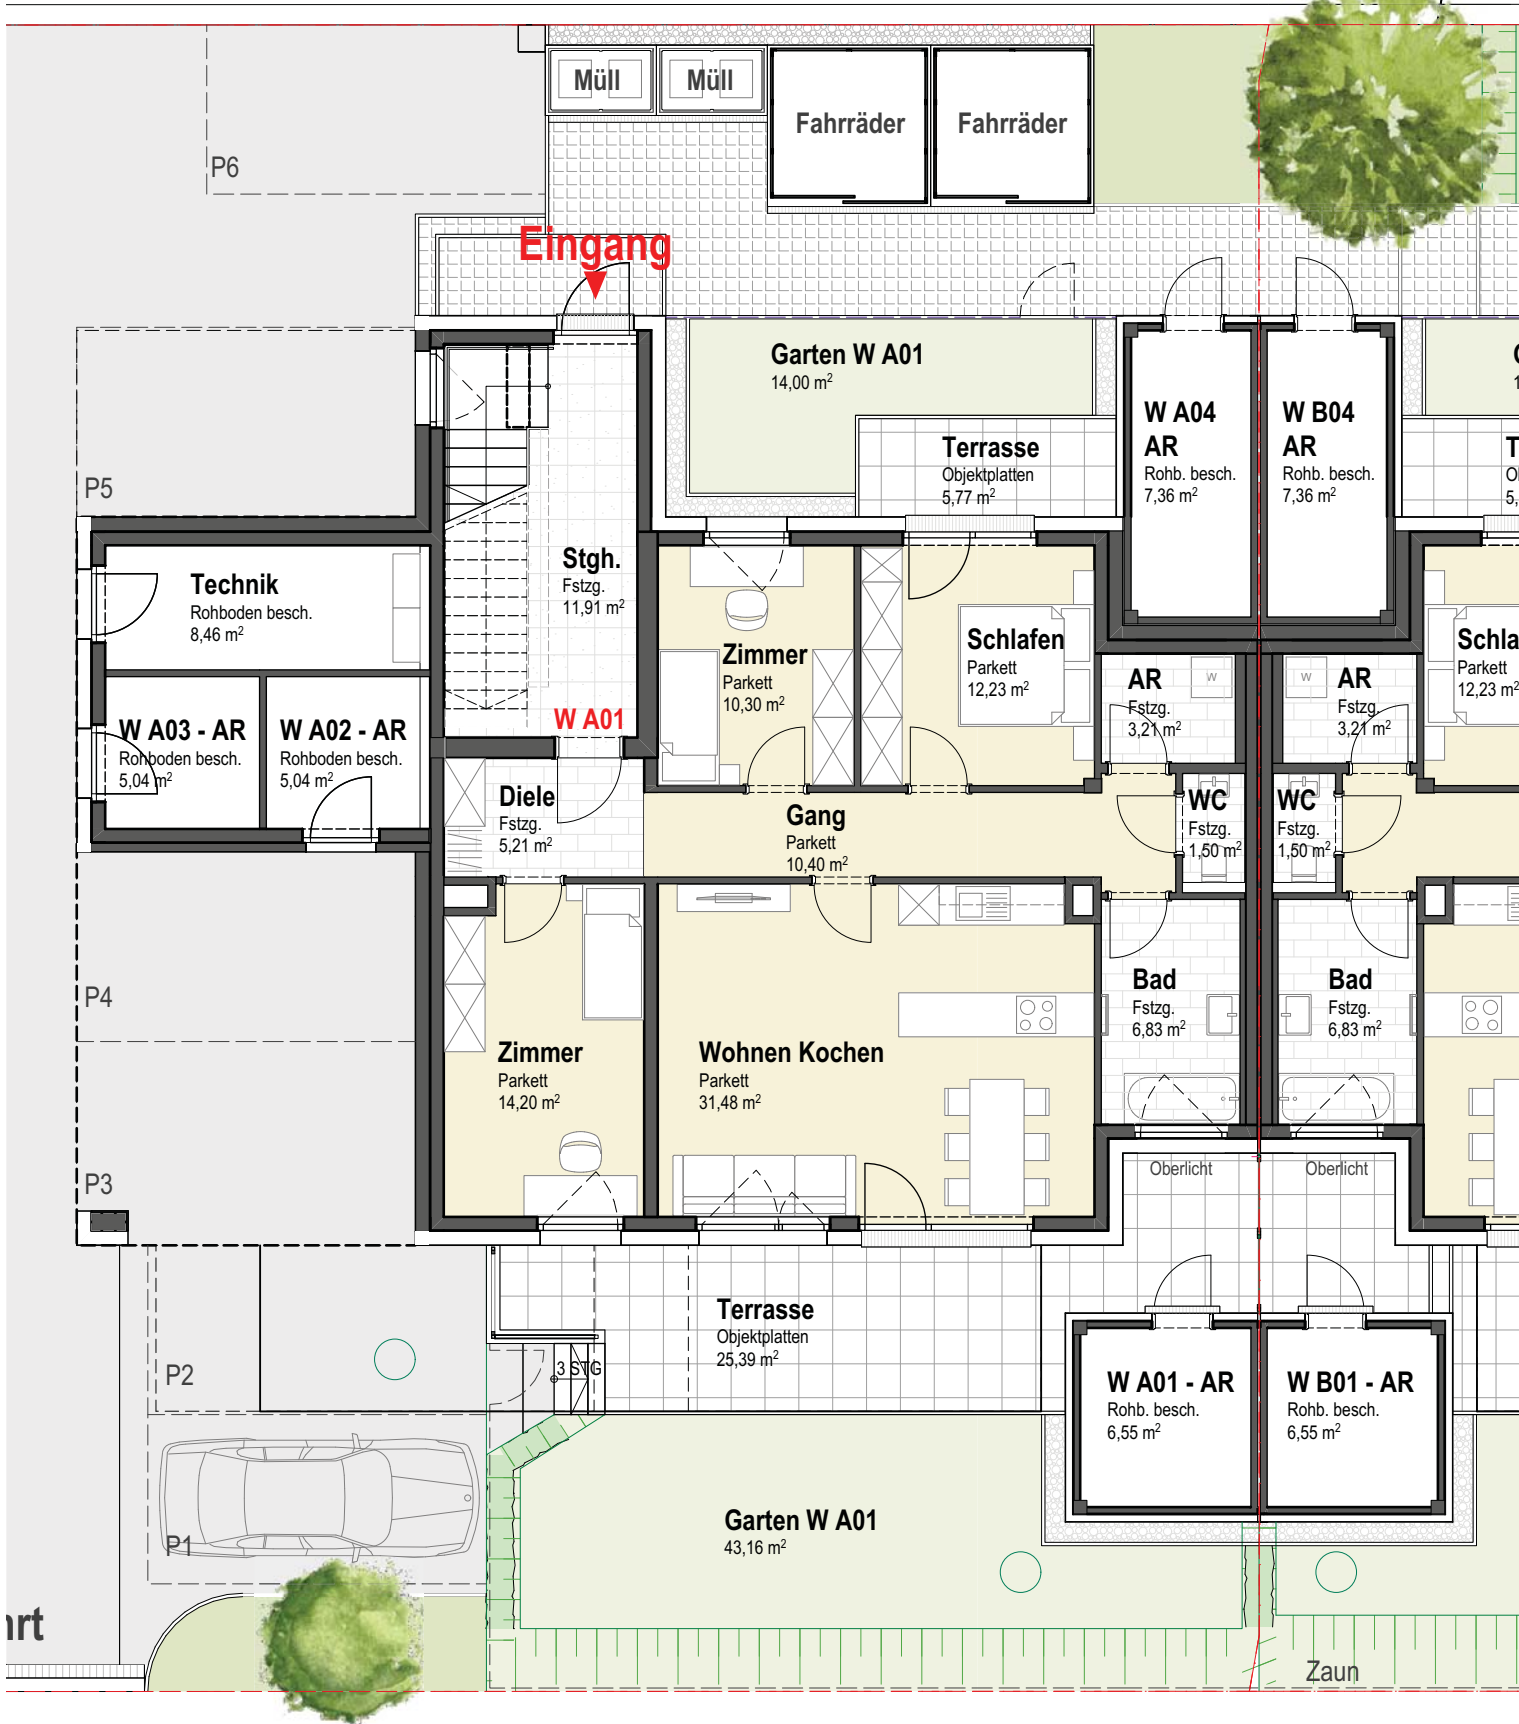 Müll
Müll
Fahrräder
Fahrräder
P6
Eingang
Garten W A01
14,00 m²
W A04
AR
Rohb. besch.
7,36 m²
W B04
AR
Rohb. besch.
7,36 m²
Terrasse
Objektplatten
5,77 m²
P5
Stgh.
Fstzg.
11,91 m²
Technik
Rohboden besch.
8,46 m²
Zimmer
Parkett
10,30 m²
Schlafen
Parkett
12,23 m²
AR
Fstzg.
3,21 m²
W
W
AR
Fstzg.
3,21 m²
Schla
Parkett
12,23 m²
W A03 - AR
Rohboden besch.
5,04 m²
W A02 - AR
Rohboden besch.
5,04 m²
W A01
Diele
Fstzg.
5,21 m²
Gang
Parkett
10,40 m²
WC
Fstzg.
1,50 m²
WC
Fstzg.
1,50 m²
P4
Bad
Fstzg.
6,83 m²
Bad
Fstzg.
6,83 m²
Zimmer
Parkett
14,20 m²
Wohnen Kochen
Parkett
31,48 m²
P3
Oberlicht
Oberlicht
Terrasse
Objektplatten
25,39 m²
P2
3 STG
W A01 - AR
Rohb. besch.
6,55 m²
W B01 - AR
Rohb. besch.
6,55 m²
P1
Garten W A01
43,16 m²
rt
Zaun